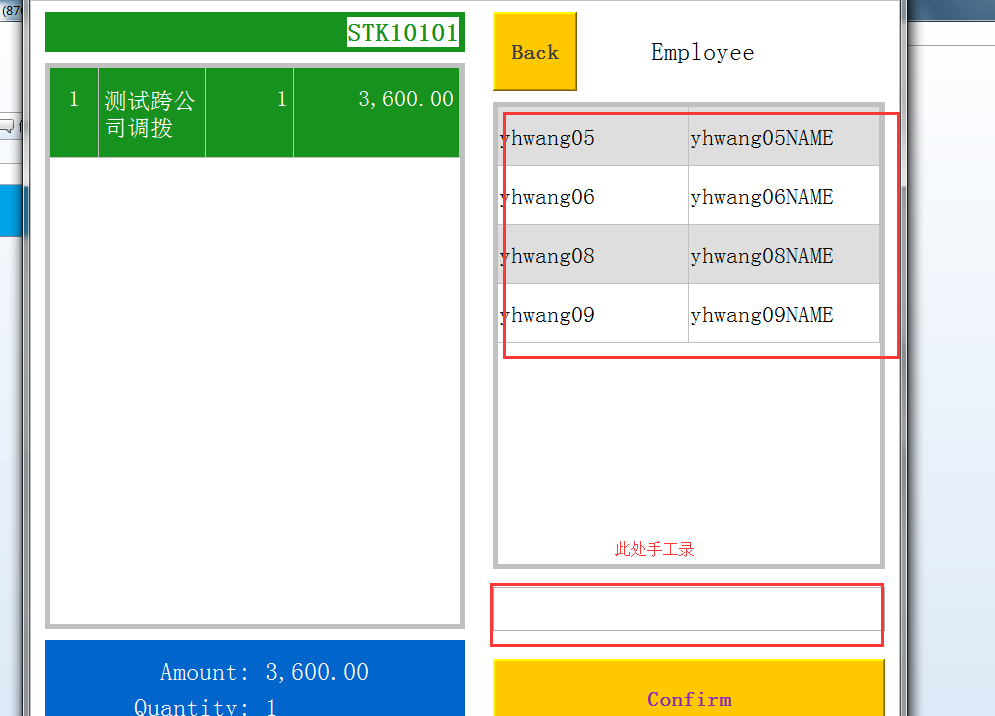 (870
STK10101
1 测试跨公司调拨 1 3,600.00
Amount: 3,600.00
Quantity: 1
Back
Employee
yhwang05 yhwang05NAME
yhwang06 yhwang06NAME
yhwang08 yhwang08NAME
yhwang09 yhwang09NAME
此处手工录
Confirm